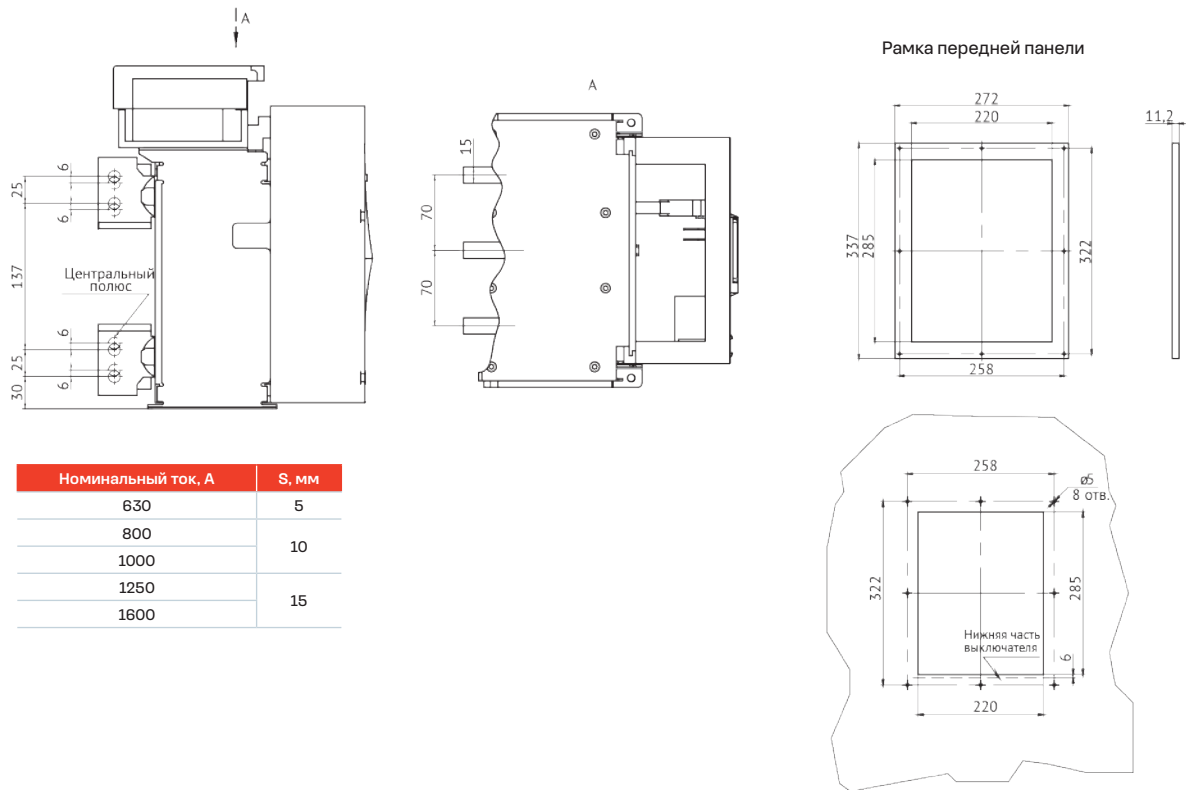 A
6
25
6
137
Центральный
полюс
6
25
6
30
A
15
70
70
Рамка передней панели
272
220
11,2
337
285
322
258
Номинальный ток, А
S, мм
630
5
800
10
1000
1250
15
1600
258
ø5
8 отв.
322
285
Нижняя часть
выключателя
6
220